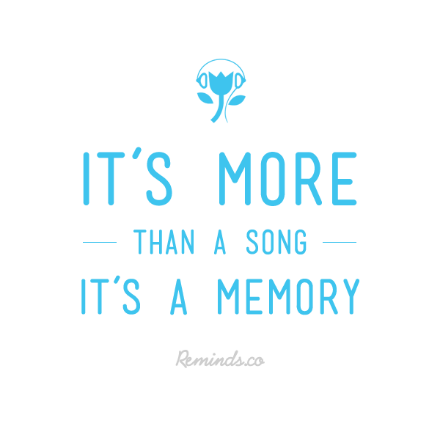 IT'S MORE
THAN A SONG
IT'S A MEMORY
Reminds.co